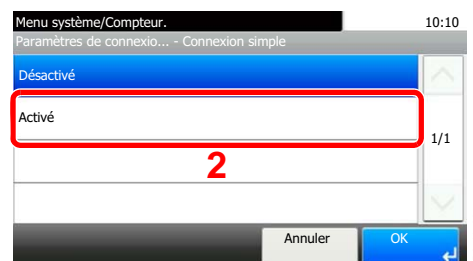 Menu système/Compteur. 10:10
Paramètres de connexio... - Connexion simple
Désactivé
Activé
1/1
2
Annuler OK